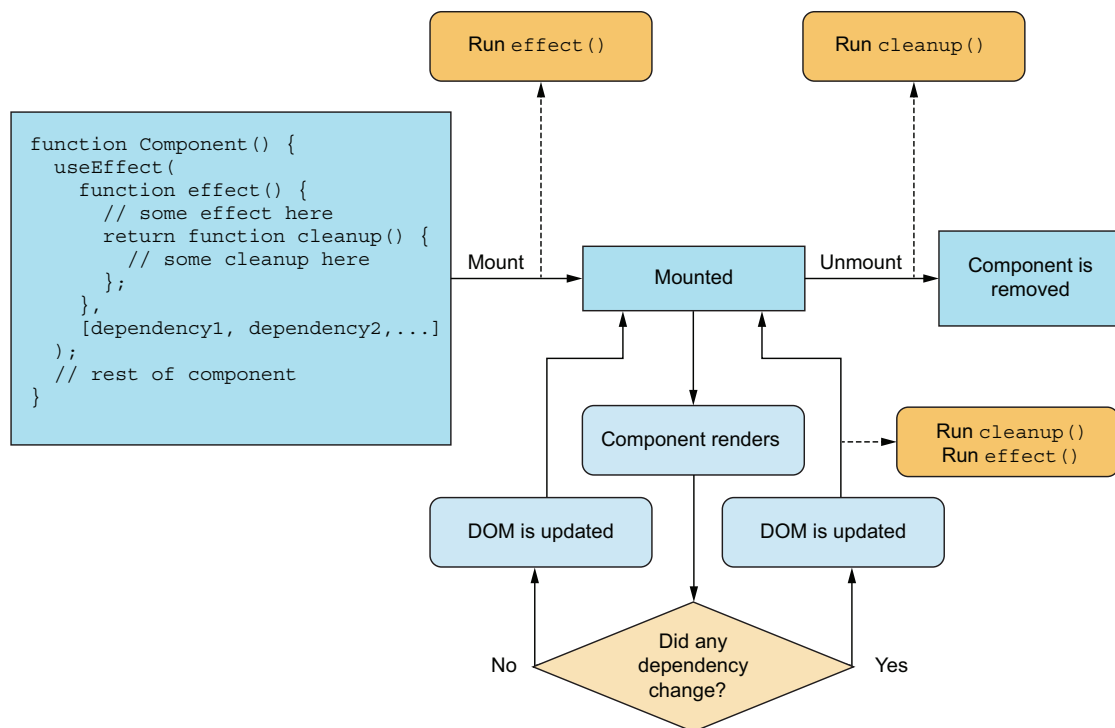 Run effect()
Run cleanup()
function Component() {
  useEffect(
    function effect() {
      // some effect here
      return function cleanup() {
        // some cleanup here
      };
    },
    [dependency1, dependency2,...]
  );
  // rest of component
}
Mount
Mounted
Unmount
Component is
removed
Component renders
Run cleanup()
Run effect()
DOM is updated
DOM is updated
Did any
dependency
change?
No
Yes